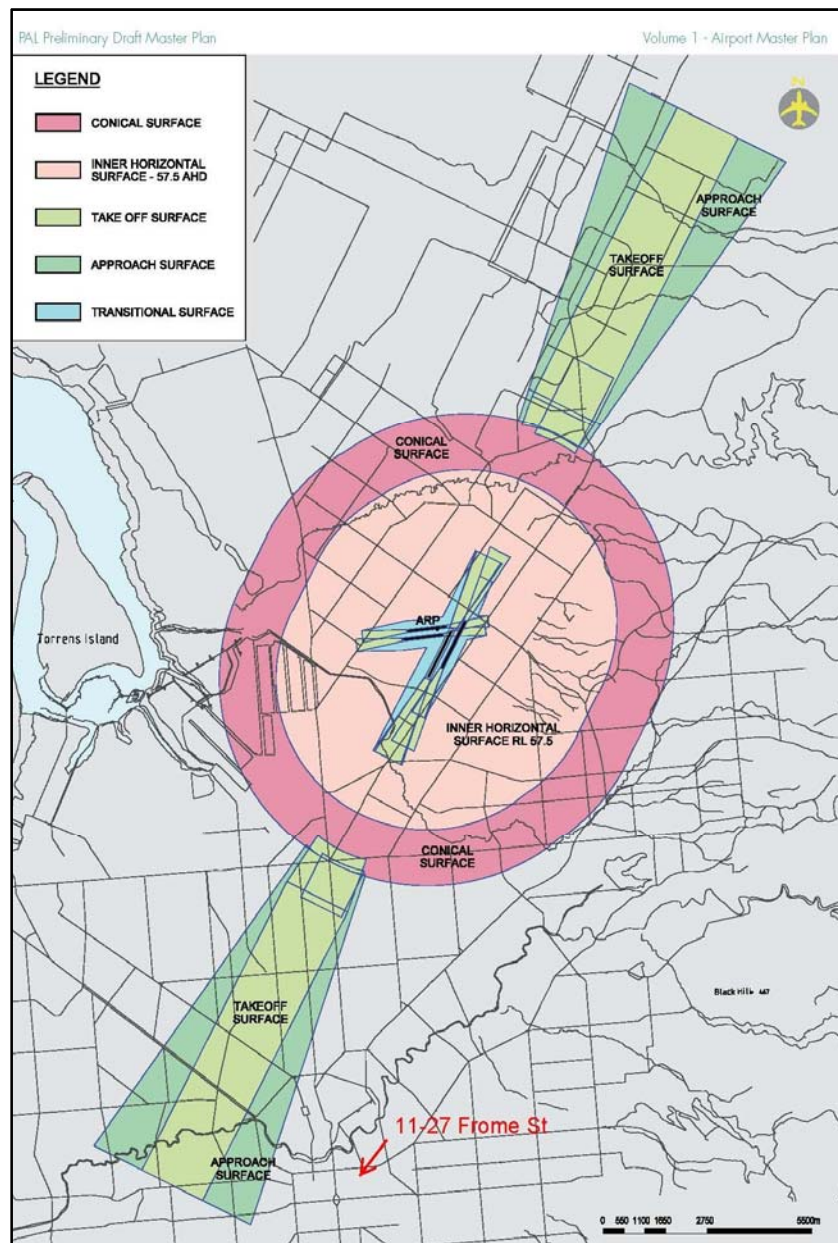 PAL Preliminary Draft Master Plan
Volume 1 - Airport Master Plan
LEGEND
CONICAL SURFACE
INNER HORIZONTAL
SURFACE - 57.5 AHD
TAKE OFF SURFACE
APPROACH SURFACE
TRANSITIONAL SURFACE
N
APPROACH
SURFACE
TAKEOFF
SURFACE
CONICAL
SURFACE
ARP
Torrens Island
INNER HORIZONTAL
SURFACE RL 57.5
CONICAL
SURFACE
TAKEOFF
SURFACE
Black Hill
11-27 Frome St
APPROACH
SURFACE
0 550 1100 1650 2750 5500m